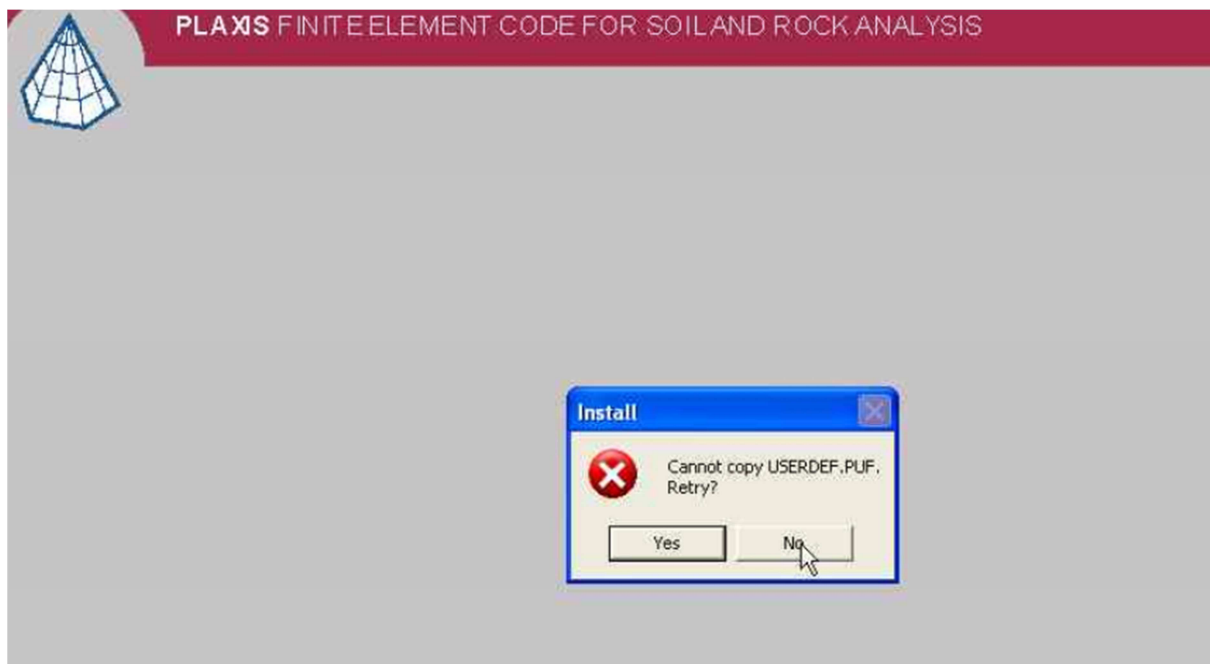 PLAXIS FINITE ELEMENT CODE FOR SOIL AND ROCK ANALYSIS
Install
Cannot copy USERDEF.PUF.
Retry?
Yes
No